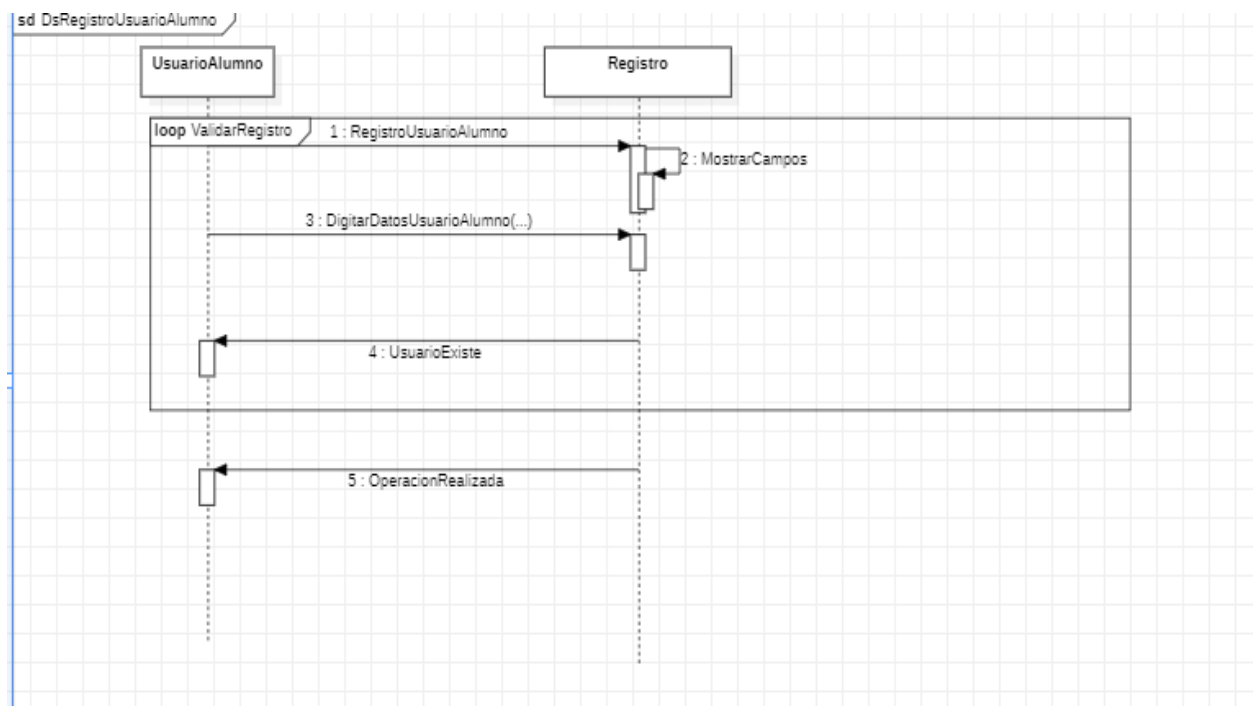 sd DsRegistroUsuarioAlumno
UsuarioAlumno
Registro
loop ValidarRegistro
1 : RegistroUsuarioAlumno
2 : MostrarCampos
3 : DigitarDatosUsuarioAlumno(...)
4 : UsuarioExiste
5 : OperacionRealizada